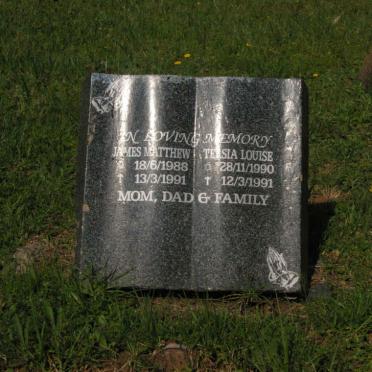 IN LOVING MEMORY
JAMES MATTHEW TERSIA LOUISE
18/6/1988 28/11/1990
† 13/3/1991 † 12/3/1991
MOM, DAD & FAMILY